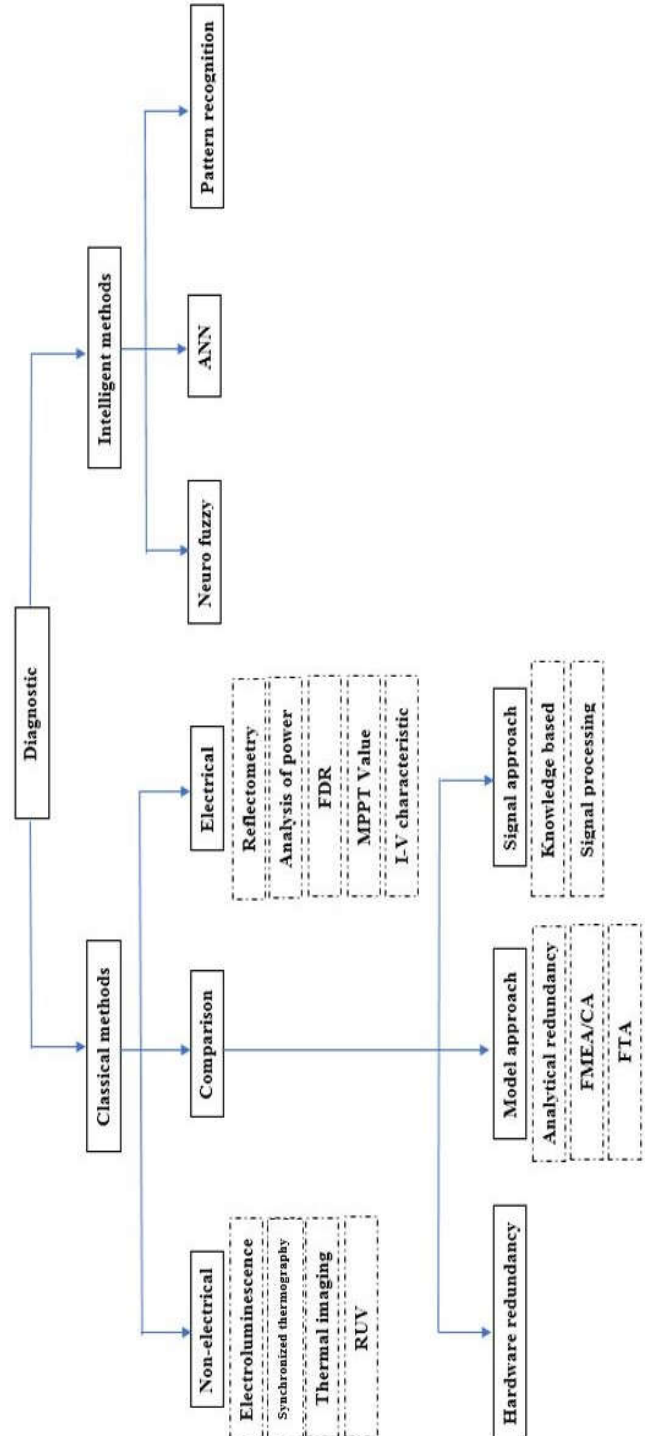 Diagnostic
Classical methods
Intelligent methods
Non-electrical
Comparison
Electrical
Neuro fuzzy
ANN
Pattern recognition
Electroluminescence
Synchronized thermography
Thermal imaging
RUV
Reflectometry
Analysis of power
FDR
MPPT Value
I-V characteristic
Hardware redundancy
Model approach
Signal approach
Analytical redundancy
FMEA/CA
FTA
Knowledge based
Signal processing